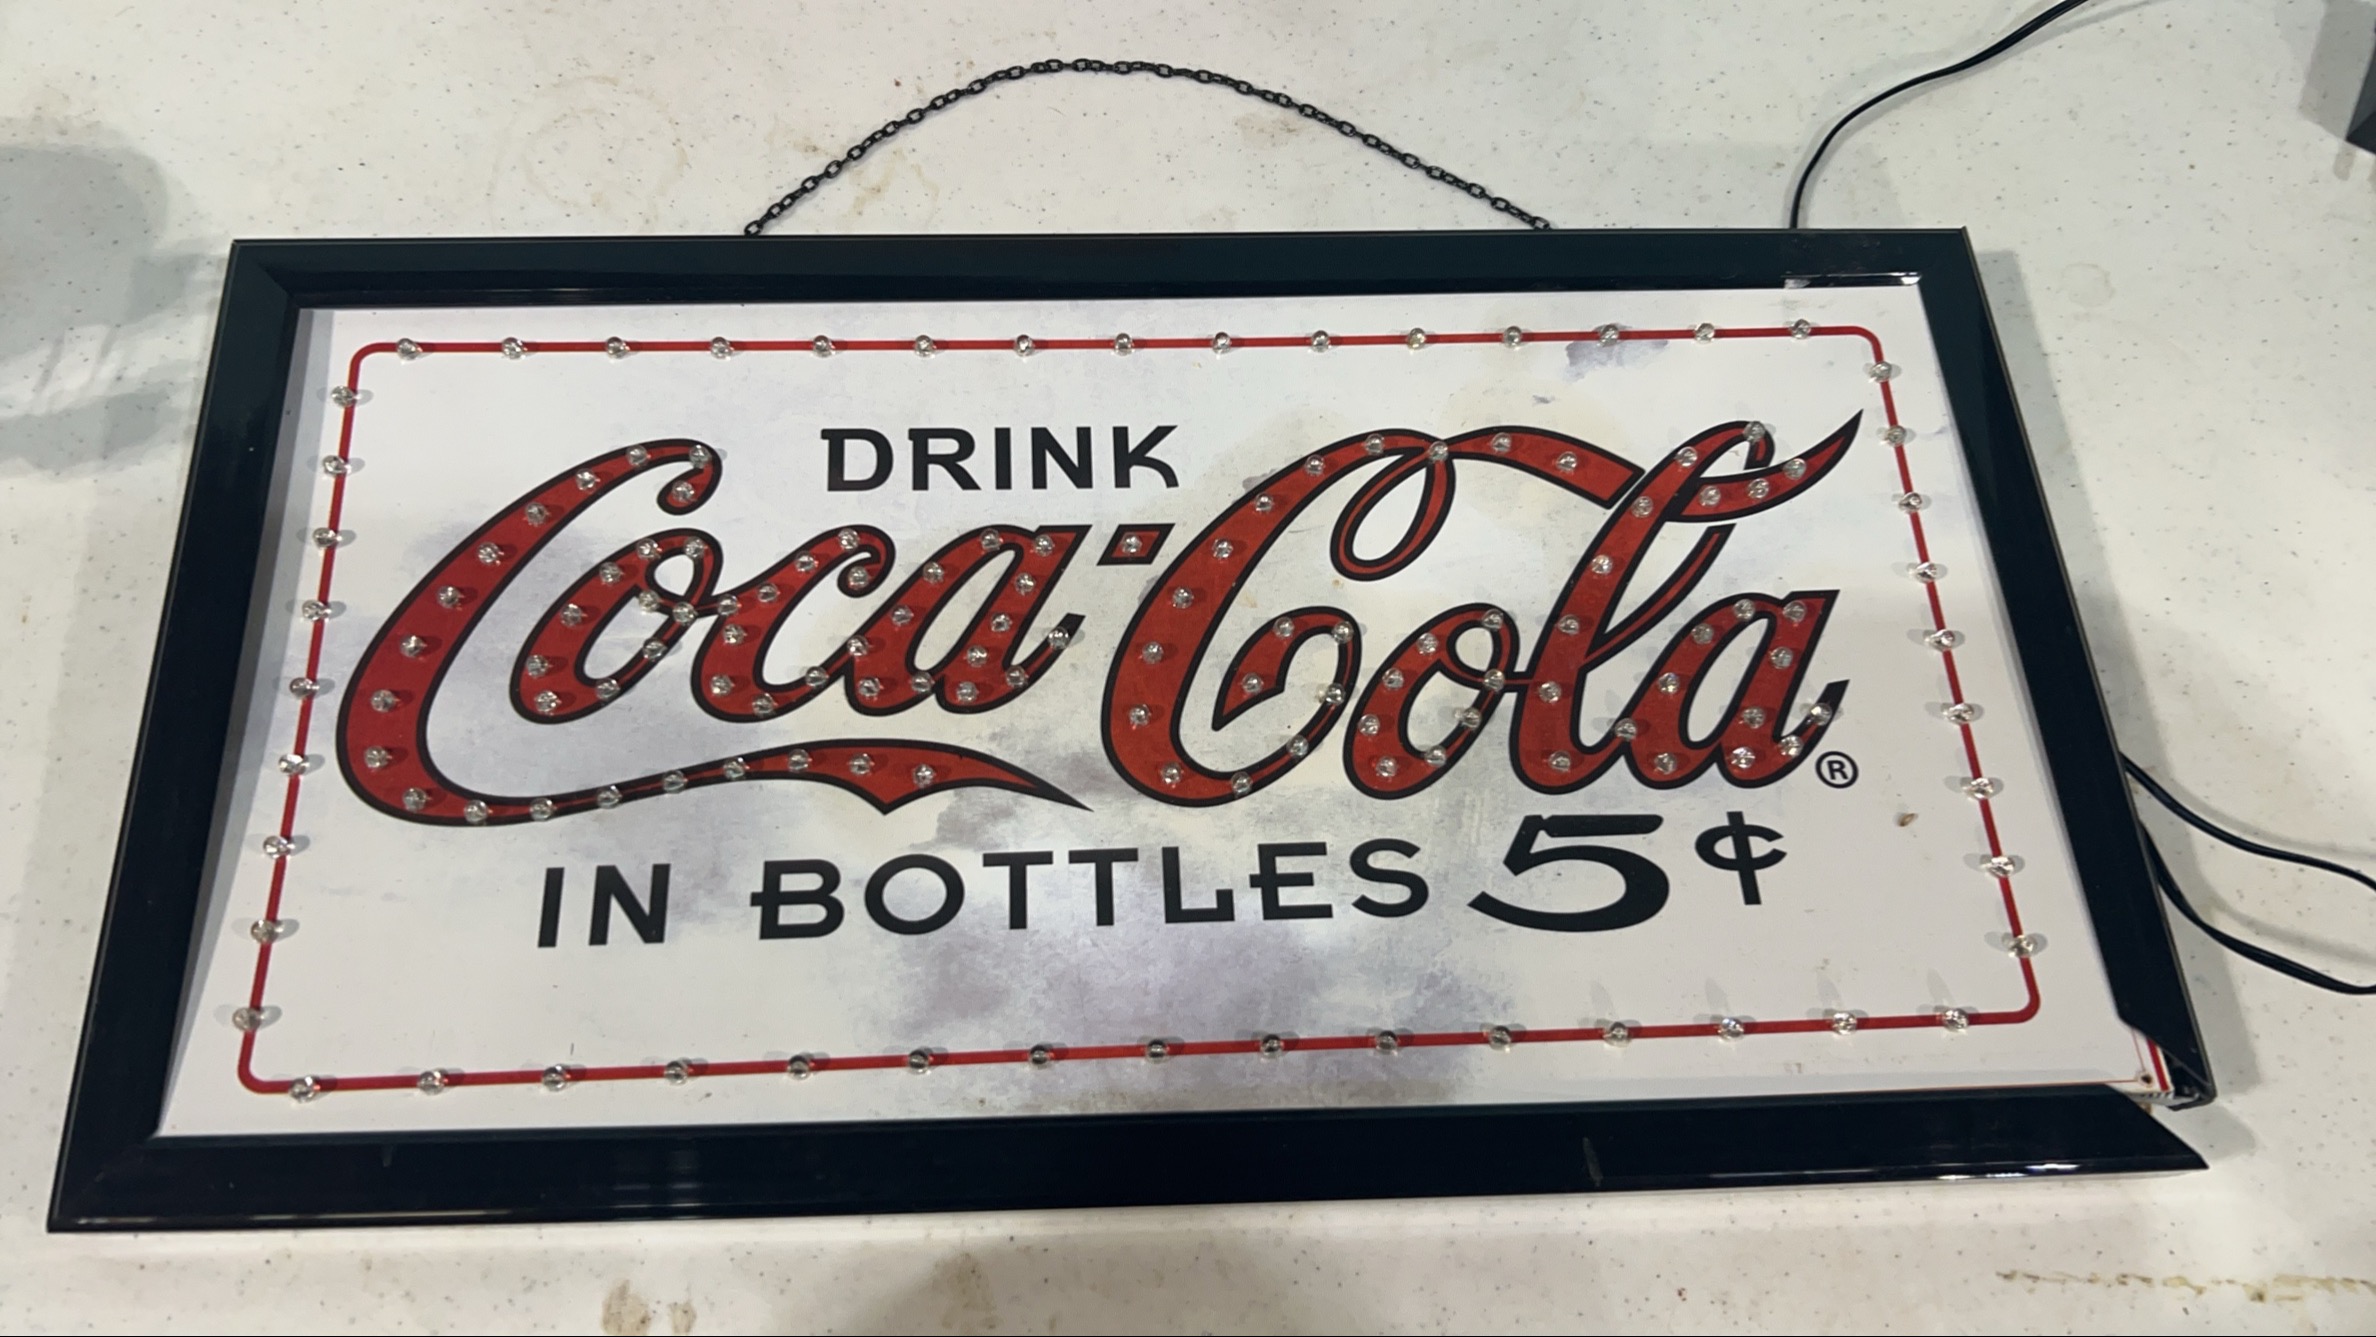 DRINK
Coca-Cola®
IN BOTTLES 5¢